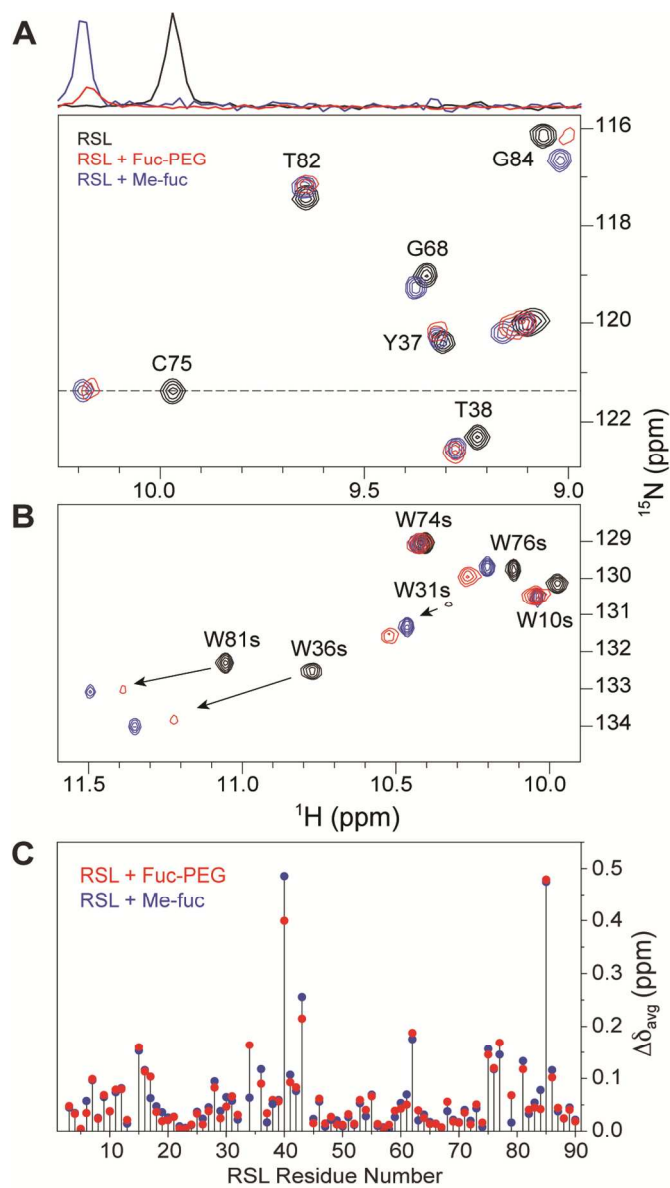 A
RSL
RSL + Fuc-PEG
RSL + Me-fuc
T82
G84
G68
Y37
C75
T38
116
118
120
122
10.0 9.5 9.0
¹⁵N (ppm)
B
W74s
W76s
W31s
W10s
W81s
W36s
129
130
131
132
133
134
11.5 11.0 10.5 10.0
¹H (ppm)
C
RSL + Fuc-PEG
RSL + Me-fuc
0.5
0.4
0.3
0.2
0.1
0.0
Δδavg (ppm)
10 20 30 40 50 60 70 80 90
RSL Residue Number